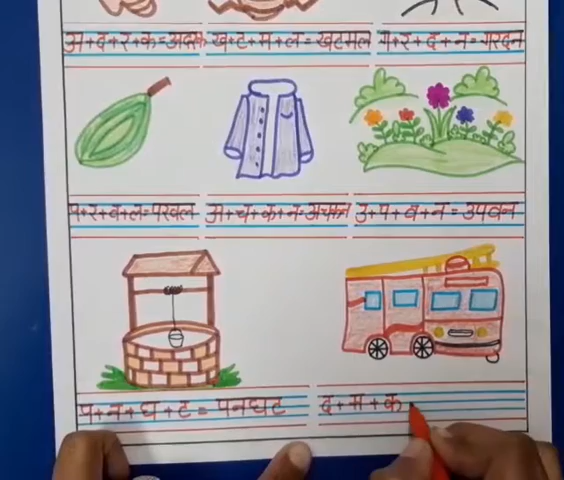 अ+द+र+क=अदरक ख+ट+म+ल=खटमल ग+र+द+न=गरदन
प+र+व+ल=परवल अ+च+क+न=अचकन उ+प+व+न=उपवन
प+न+घ+ट=पनघट द+म+क